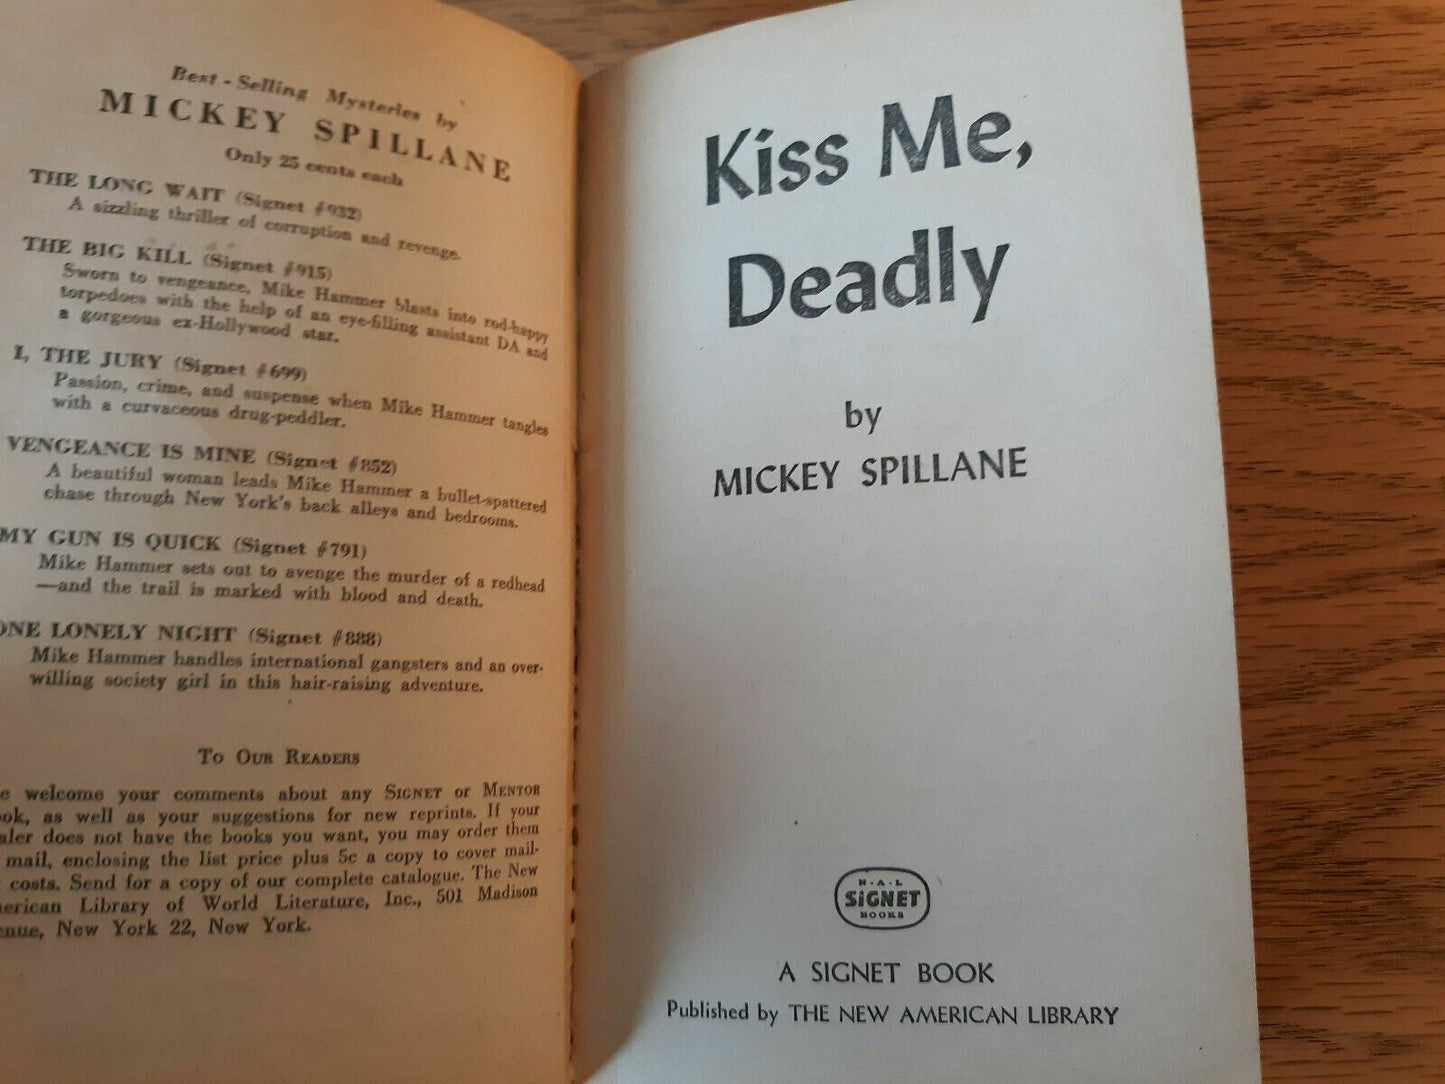 Best-Selling Mysteries by
MICKEY SPILLANE
Only 25 cents each
THE LONG WAIT (Signet #932)
A sizzling thriller of corruption and revenge.
THE BIG KILL (Signet #915)
Sworn to vengeance, Mike Hammer blasts into rod-happy
torpedoes with the help of an eye-filling assistant DA and
a gorgeous ex-Hollywood star.
I, THE JURY (Signet #699)
Passion, crime, and suspense when Mike Hammer tangles
with a curvaceous drug-peddler.
VENGEANCE IS MINE (Signet #852)
A beautiful woman leads Mike Hammer a bullet-spattered
chase through New York's back alleys and bedrooms.
MY GUN IS QUICK (Signet #791)
Mike Hammer sets out to avenge the murder of a redhead
—and the trail is marked with blood and death.
ONE LONELY NIGHT (Signet #888)
Mike Hammer handles international gangsters and an over-
willing society girl in this hair-raising adventure.
To Our Readers
e welcome your comments about any SIGNET or MENTOR
ok, as well as your suggestions for new reprints. If your
aler does not have the books you want, you may order them
mail, enclosing the list price plus 5c a copy to cover mail-
costs. Send for a copy of our complete catalogue. The New
erican Library of World Literature, Inc., 501 Madison
enue, New York 22, New York.
Kiss Me,
Deadly
by
MICKEY SPILLANE
N·A·L
SiGNET
BOOKS
A SIGNET BOOK
Published by THE NEW AMERICAN LIBRARY